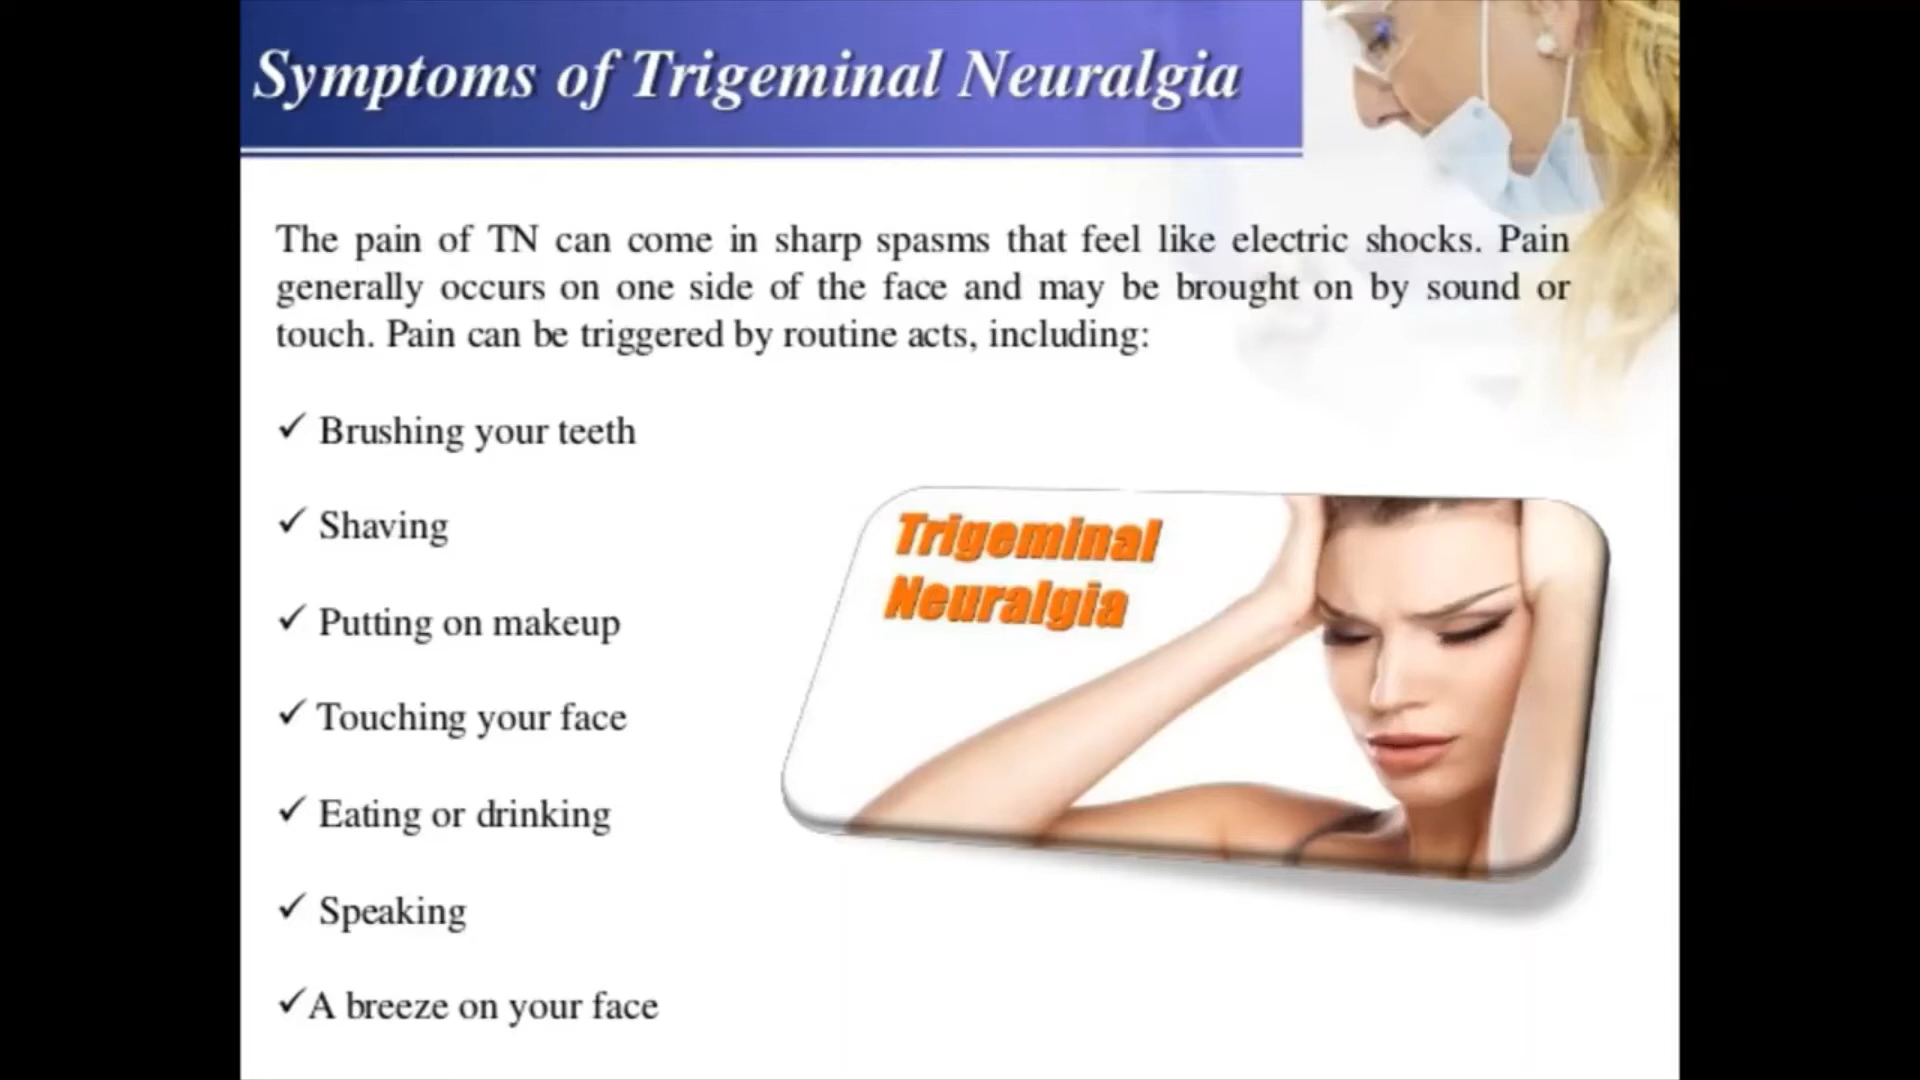 Symptoms of Trigeminal Neuralgia
The pain of TN can come in sharp spasms that feel like electric shocks. Pain
generally occurs on one side of the face and may be brought on by sound or
touch. Pain can be triggered by routine acts, including:
✓ Brushing your teeth
✓ Shaving
✓ Putting on makeup
✓ Touching your face
✓ Eating or drinking
✓ Speaking
✓ A breeze on your face
Trigeminal
Neuralgia